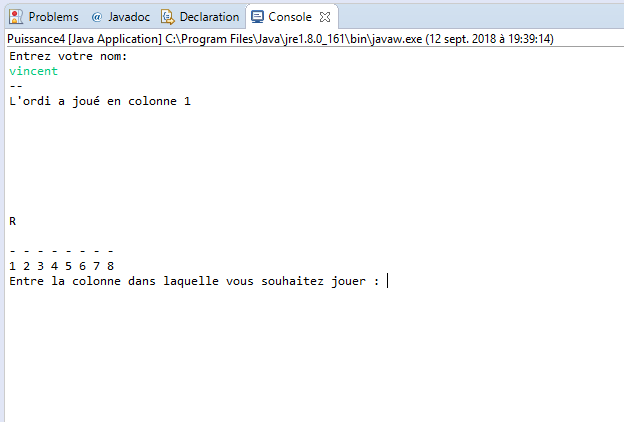 Problems @ Javadoc Declaration Console
Puissance4 [Java Application] C:\Program Files\Java\jre1.8.0_161\bin\javaw.exe (12 sept. 2018 à 19:39:14)
Entrez votre nom:
vincent
--
L'ordi a joué en colonne 1
R
- - - - - - - -
1 2 3 4 5 6 7 8
Entre la colonne dans laquelle vous souhaitez jouer :